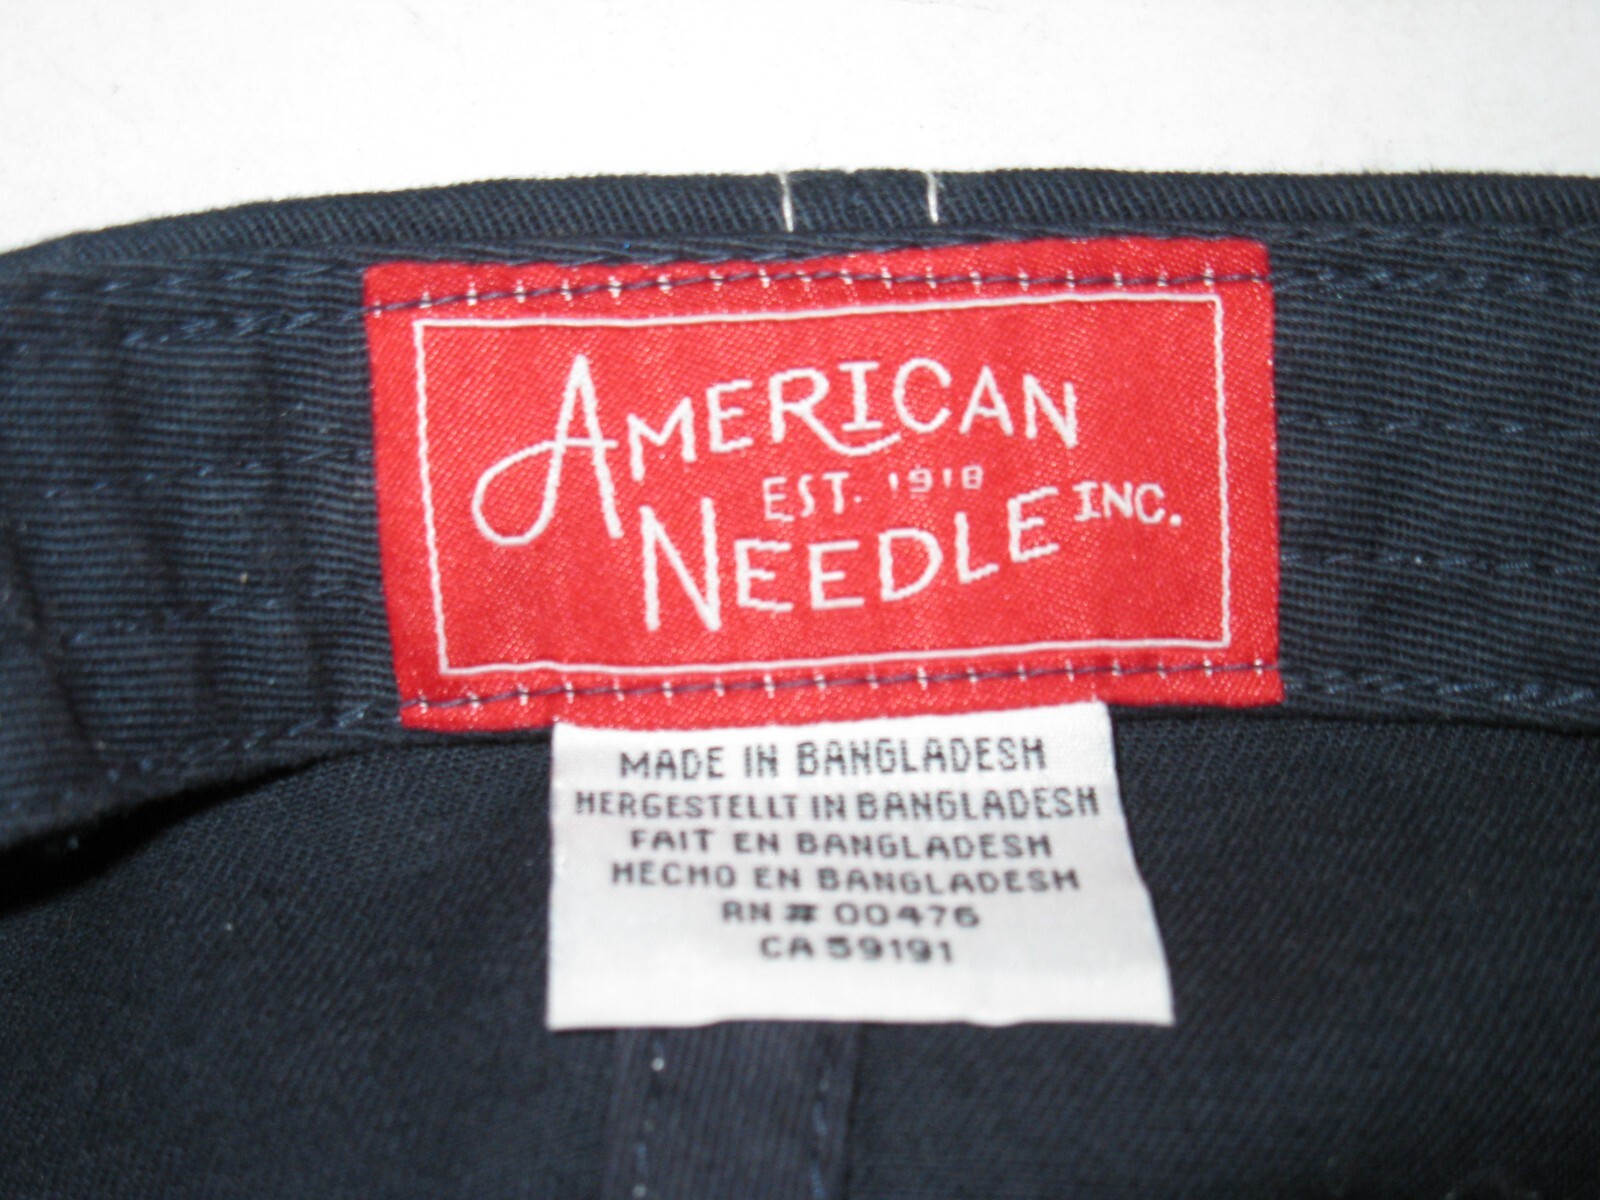 AMERICAN
EST. 1918
NEEDLE INC.
MADE IN BANGLADESH
HERGESTELLT IN BANGLADESH
FAIT EN BANGLADESH
HECHO EN BANGLADESH
RN # 00476
CA 59191